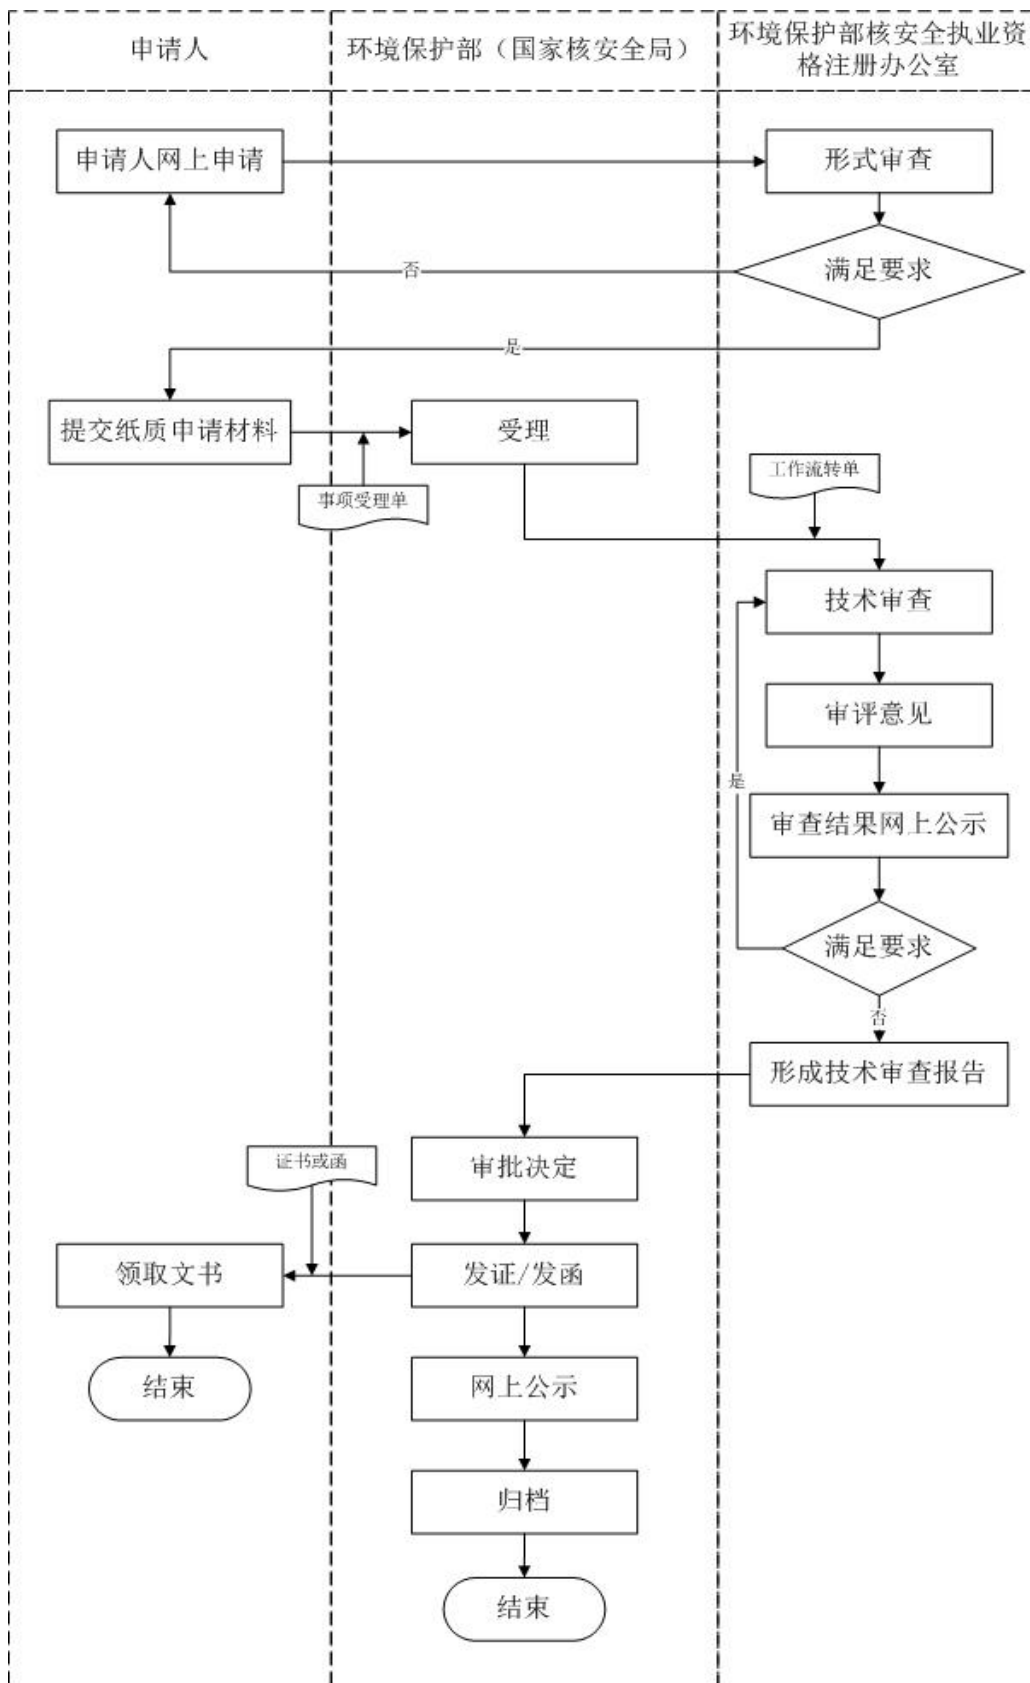 申请人
环境保护部（国家核安全局）
环境保护部核安全执业资
格注册办公室
申请人网上申请
形式审查
满足要求
否
是
提交纸质申请材料
受理
工作流转单
事项受理单
技术审查
审评意见
是
审查结果网上公示
满足要求
否
形成技术审查报告
证书或函
审批决定
领取文书
发证/发函
结束
网上公示
归档
结束